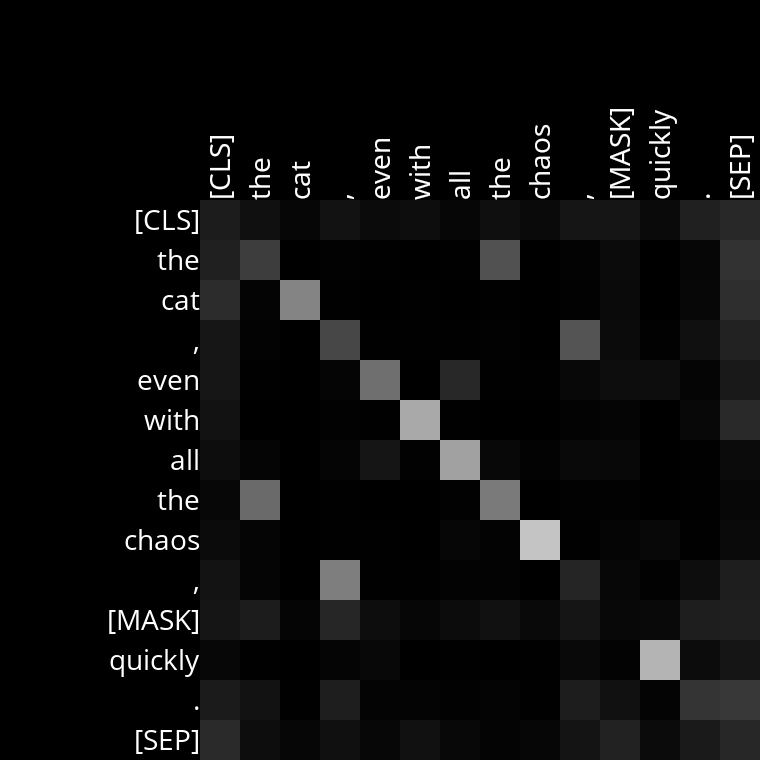 [CLS] the cat , even with all the chaos , [MASK] quickly . [SEP]
[CLS]
the
cat
,
even
with
all
the
chaos
,
[MASK]
quickly
.
[SEP]